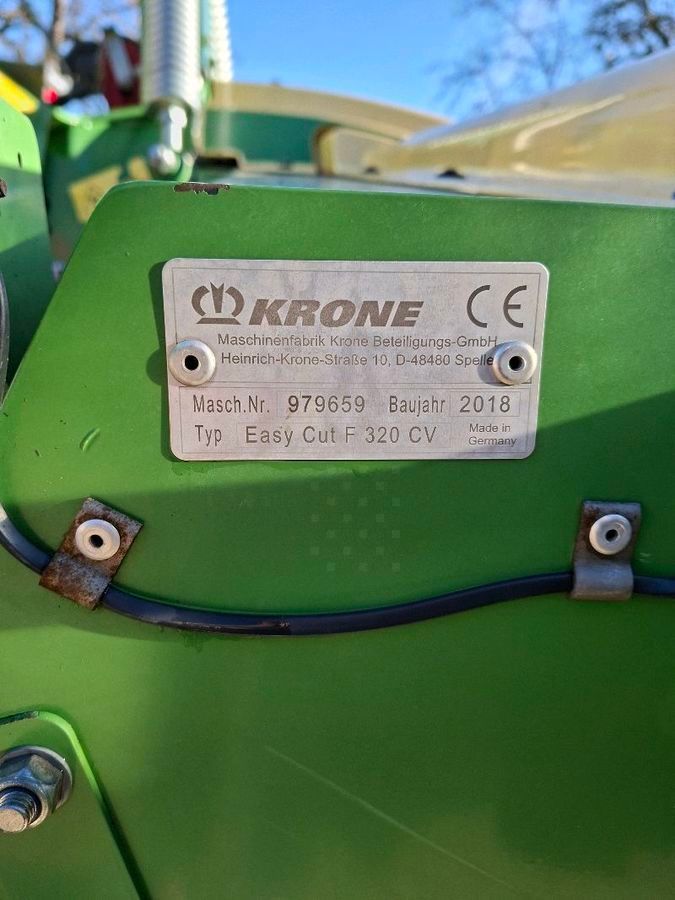 KRONE CE
Maschinenfabrik Krone Beteiligungs-GmbH
Heinrich-Krone-Straße 10, D-48480 Spelle
Masch.Nr. 979659 Baujahr 2018
Typ Easy Cut F 320 CV Made in Germany